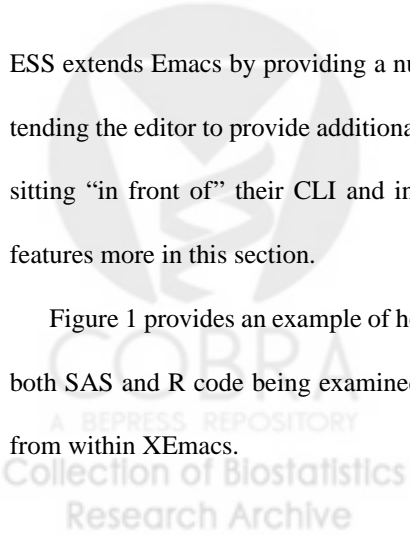 ESS extends Emacs by providing a nu
tending the editor to provide additiona
sitting “in front of” their CLI and in
features more in this section.
Figure 1 provides an example of h
both SAS and R code being examined
from within XEmacs.
COBRA
A BEPRESS REPOSITORY
Collection of Biostatistics
Research Archive